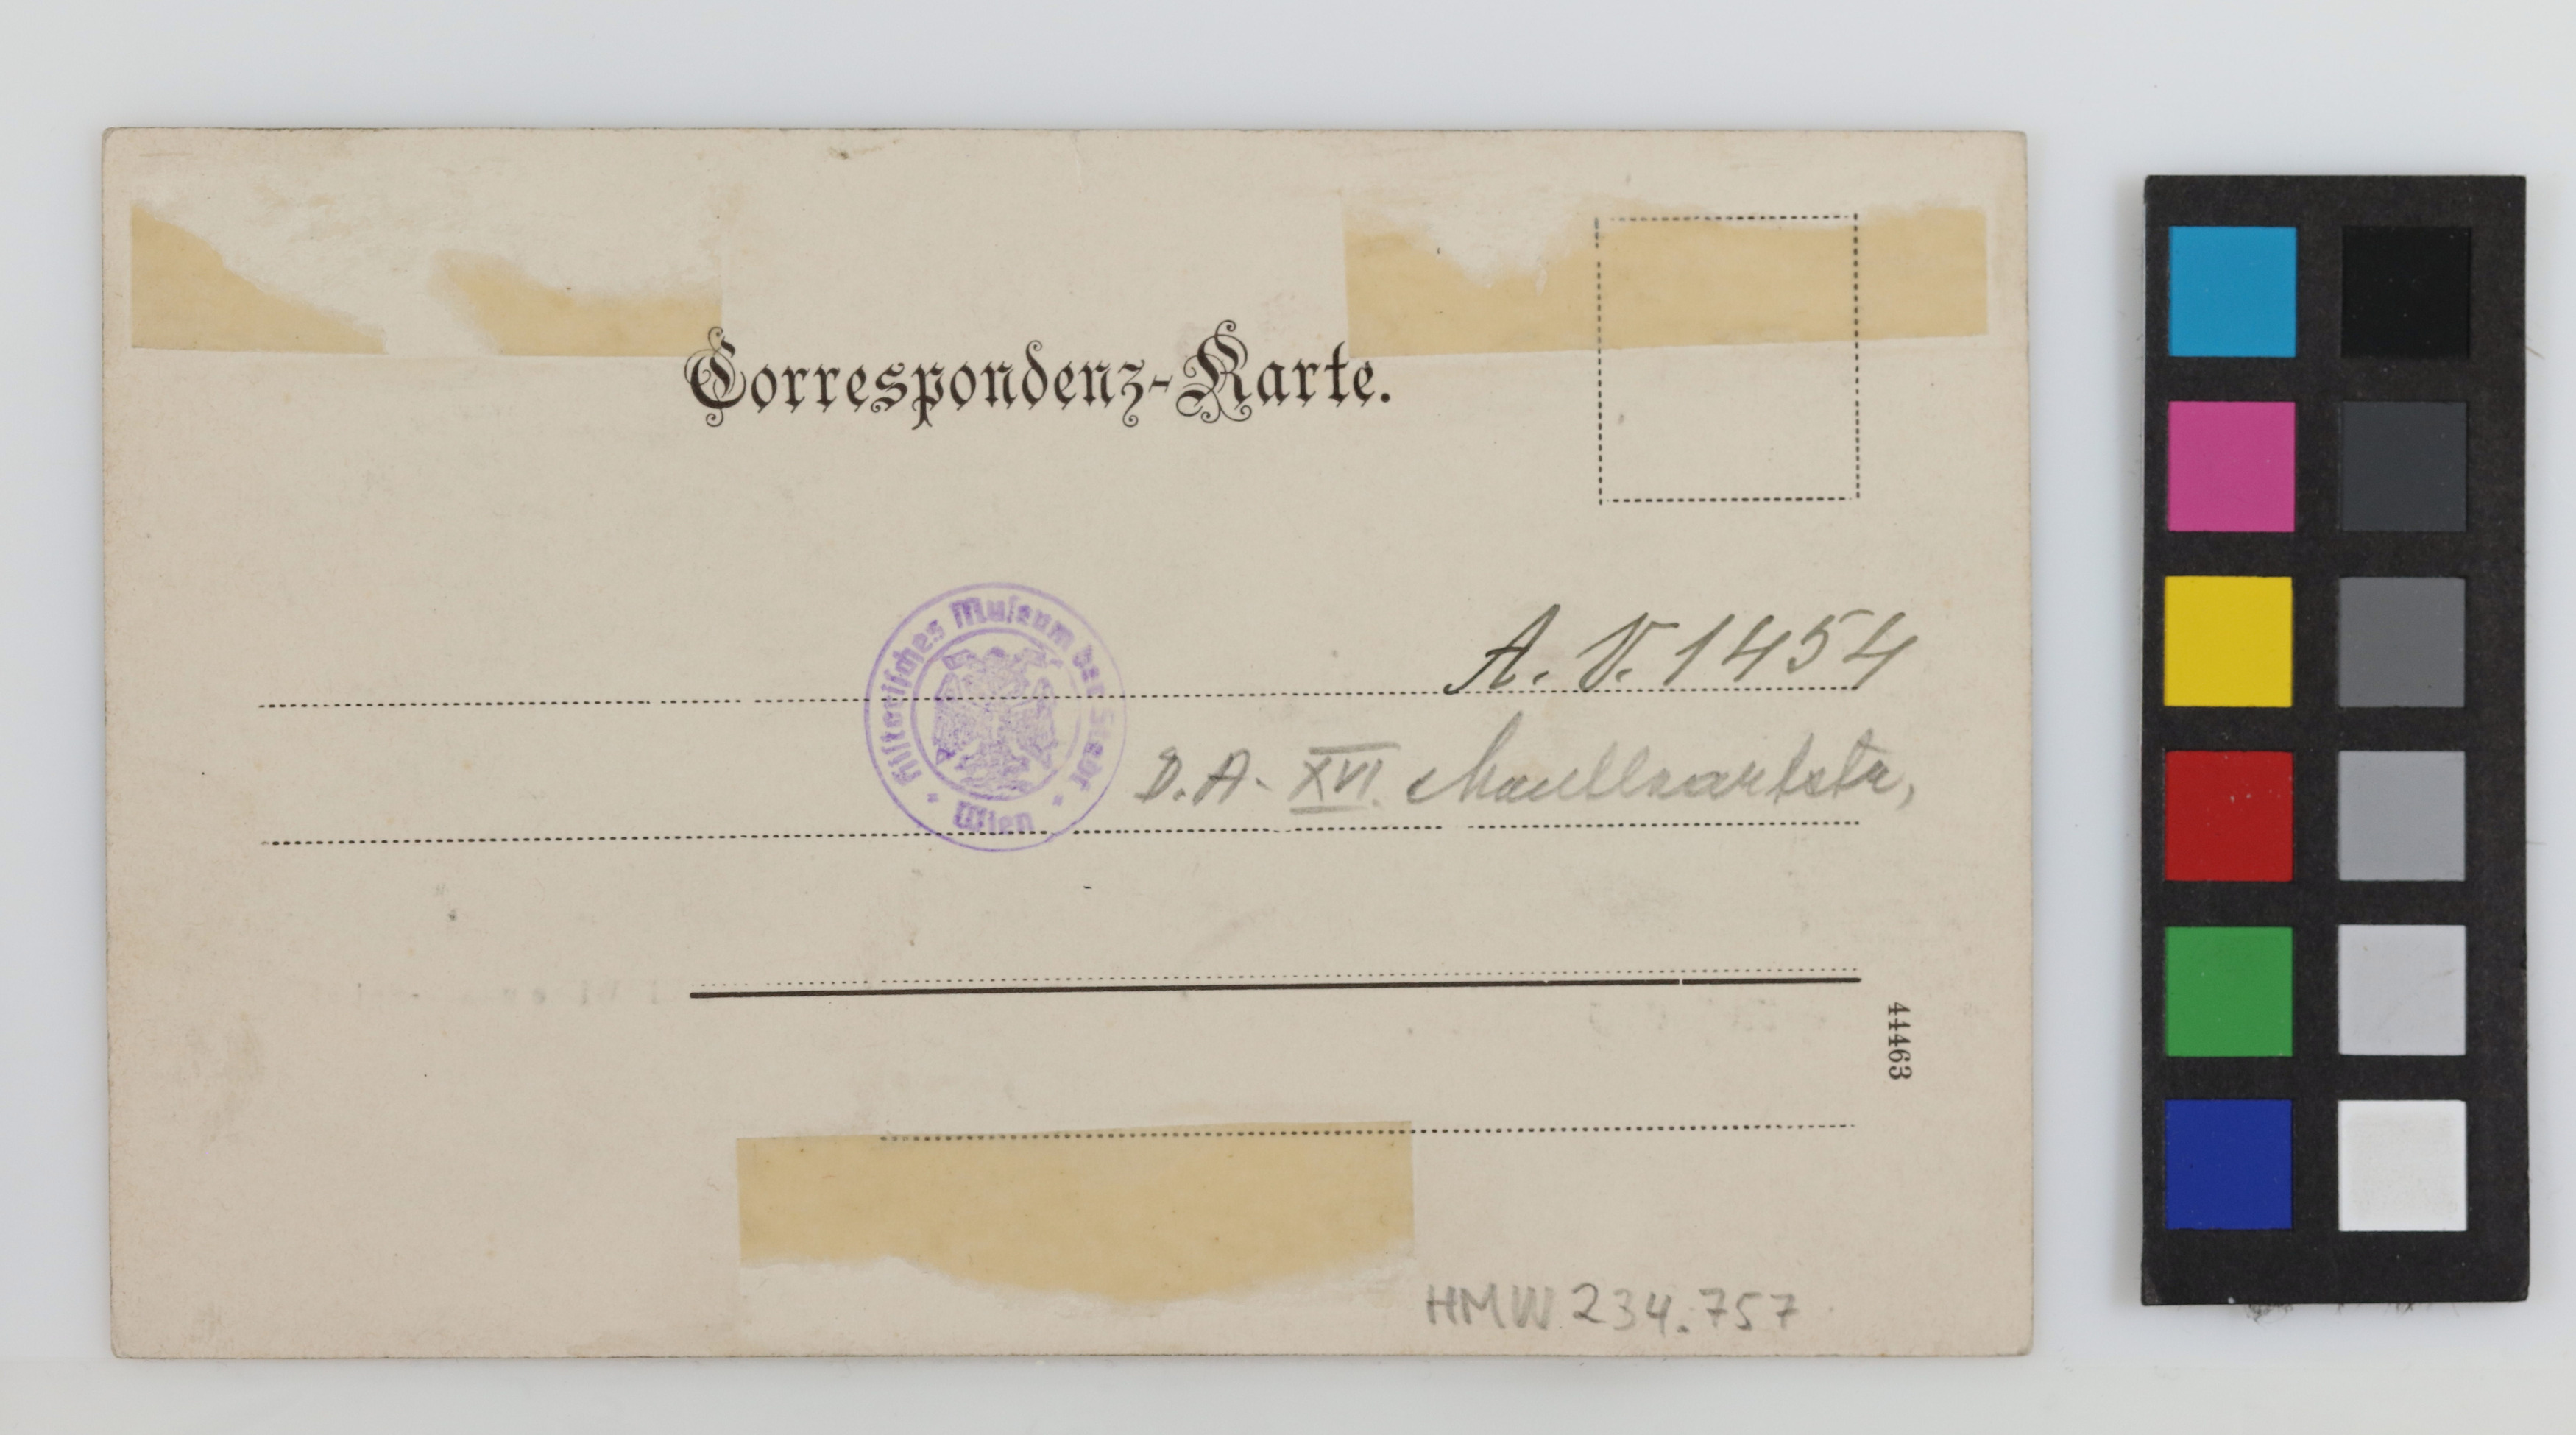 Correspondenz-Karte.
Historisches Museum der Stadt
Wien
A. V. 1454
D. A. XVI.
44463
HMW 234.757